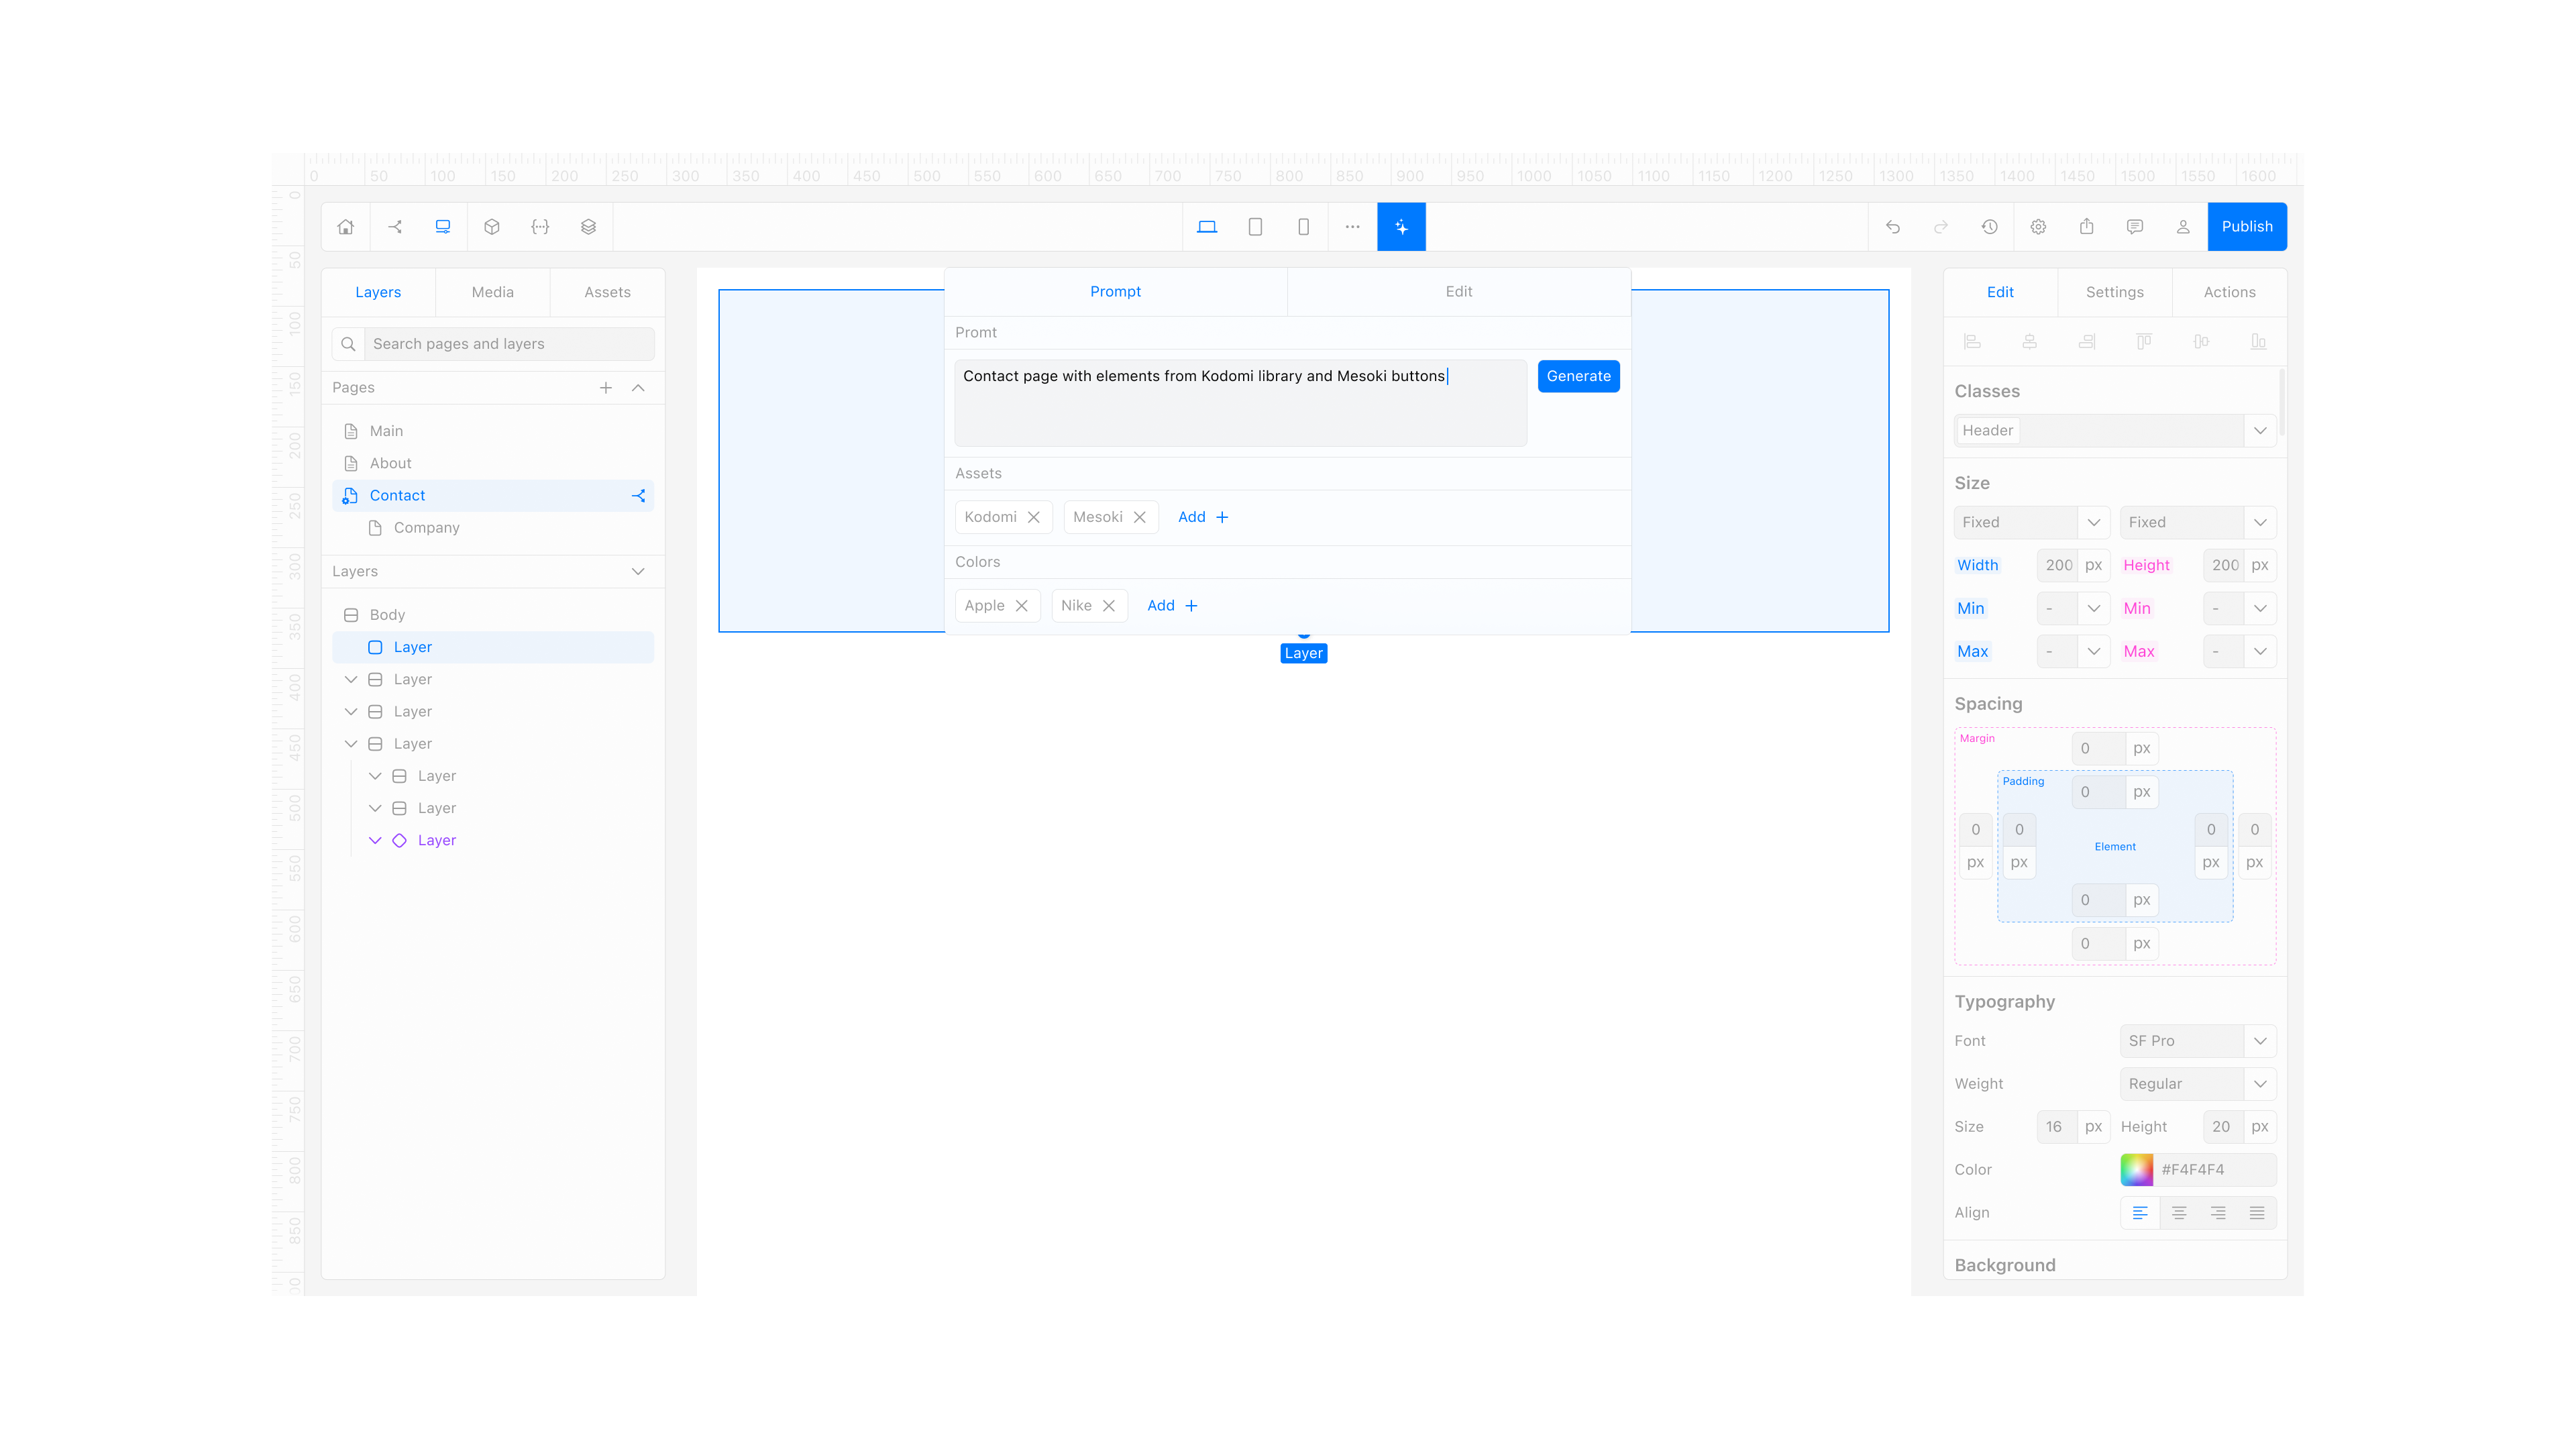 0 50 100 150 200 250 300 350 400 450 500 550 600 650 700 750 800 850 900 950 1000 1050 1100 1150 1200 1250 1300 1350 1400 1450 1500 1550 1600
0
50
100
150
200
250
300
350
400
450
500
550
600
650
700
750
800
850
Publish
Layers Media Assets
Search pages and layers
Pages
Main
About
Contact
Company
Layers
Body
Layer
Layer
Layer
Layer
Layer
Layer
Layer
Prompt Edit
Promt
Contact page with elements from Kodomi library and Mesoki buttons
Generate
Assets
Kodomi Mesoki Add
Colors
Apple Nike Add
Layer
Edit Settings Actions
Classes
Header
Size
Fixed Fixed
Width 200 px Height 200 px
Min - Min -
Max - Max -
Spacing
Margin
0 px
Padding
0 px
0 0 0 0
Element
px px px px
0 px
0 px
Typography
Font SF Pro
Weight Regular
Size 16 px Height 20 px
Color #F4F4F4
Align
Background